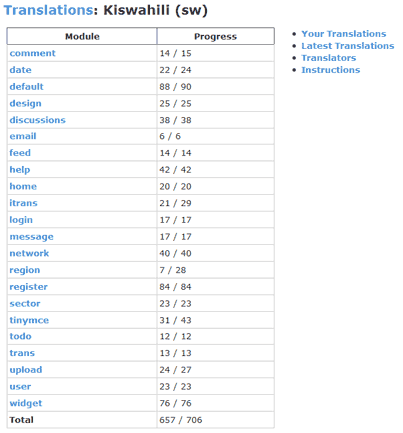 Translations: Kiswahili (sw)
Module Progress
comment 14 / 15
date 22 / 24
default 88 / 90
design 25 / 25
discussions 38 / 38
email 6 / 6
feed 14 / 14
help 42 / 42
home 20 / 20
itrans 21 / 29
login 17 / 17
message 17 / 17
network 40 / 40
region 7 / 28
register 84 / 84
sector 23 / 23
tinymce 31 / 43
todo 12 / 12
trans 13 / 13
upload 24 / 27
user 23 / 23
widget 76 / 76
Total 657 / 706
Your Translations
Latest Translations
Translators
Instructions